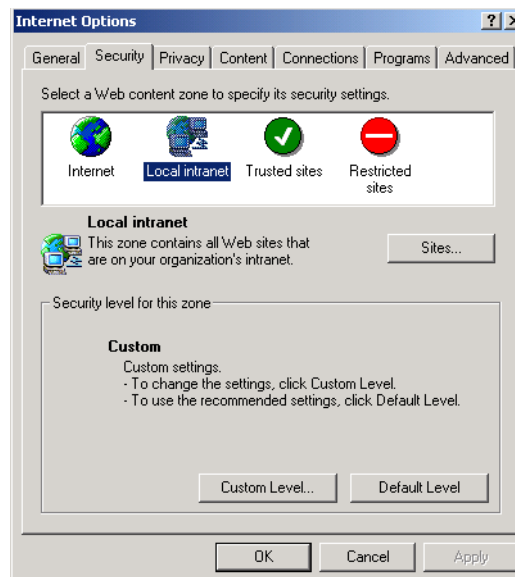 Internet Options ? X
General Security Privacy Content Connections Programs Advanced
Select a Web content zone to specify its security settings.
Internet Local intranet Trusted sites Restricted
sites
Local intranet
This zone contains all Web sites that
are on your organization's intranet.
Sites...
Security level for this zone
Custom
Custom settings.
- To change the settings, click Custom Level.
- To use the recommended settings, click Default Level.
Custom Level... Default Level
OK Cancel Apply